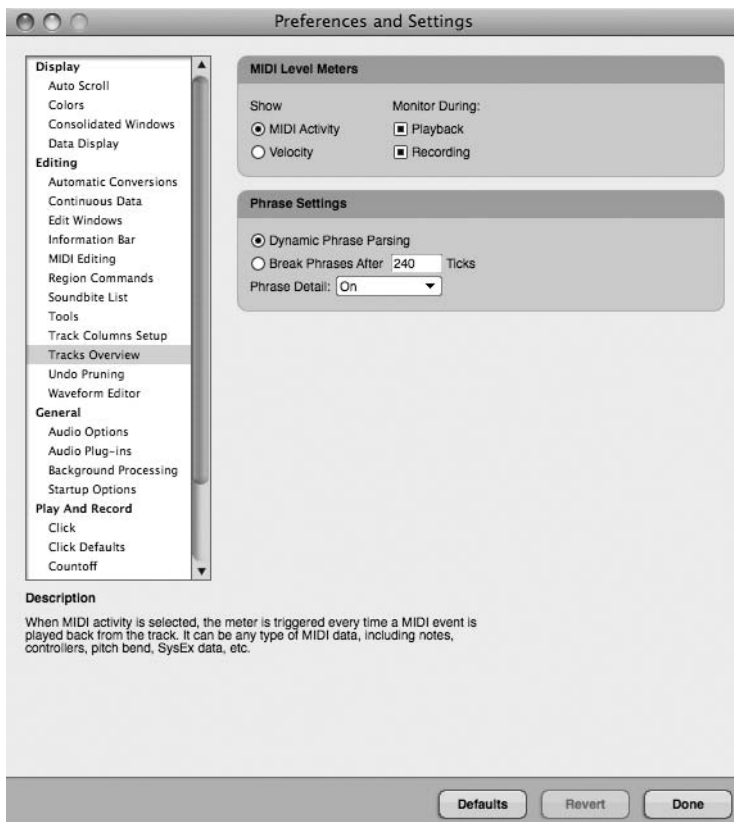 Preferences and Settings
Display
Auto Scroll
Colors
Consolidated Windows
Data Display
Editing
Automatic Conversions
Continuous Data
Edit Windows
Information Bar
MIDI Editing
Region Commands
Soundbite List
Tools
Track Columns Setup
Tracks Overview
Undo Pruning
Waveform Editor
General
Audio Options
Audio Plug-ins
Background Processing
Startup Options
Play And Record
Click
Click Defaults
Countoff
MIDI Level Meters
Show Monitor During:
MIDI Activity Playback
Velocity Recording
Phrase Settings
Dynamic Phrase Parsing
Break Phrases After 240 Ticks
Phrase Detail: On
Description
When MIDI activity is selected, the meter is triggered every time a MIDI event is
played back from the track. It can be any type of MIDI data, including notes,
controllers, pitch bend, SysEx data, etc.
Defaults Revert Done